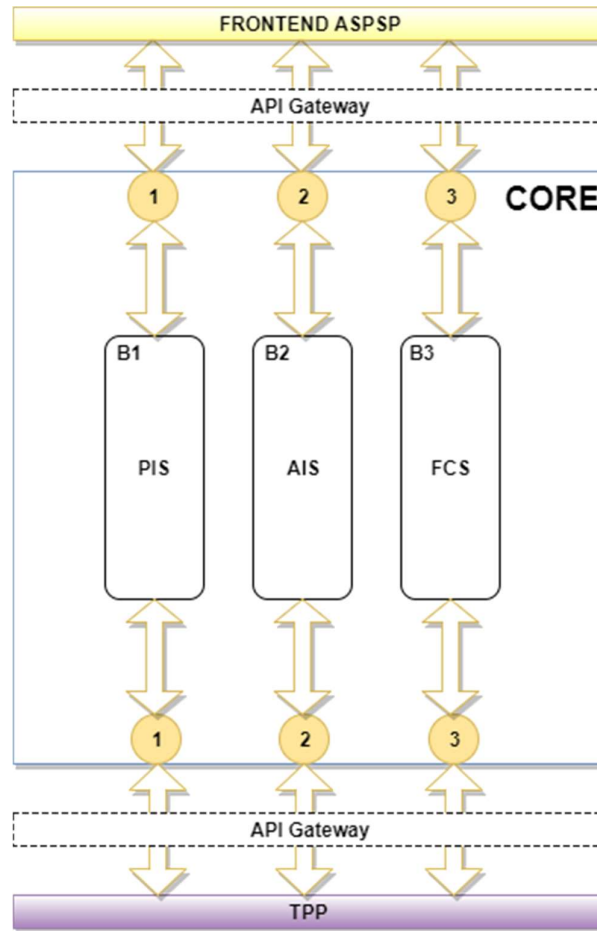 FRONTEND ASPSP
API Gateway
1 2 3 CORE
B1 B2 B3
PIS AIS FCS
1 2 3
API Gateway
TPP